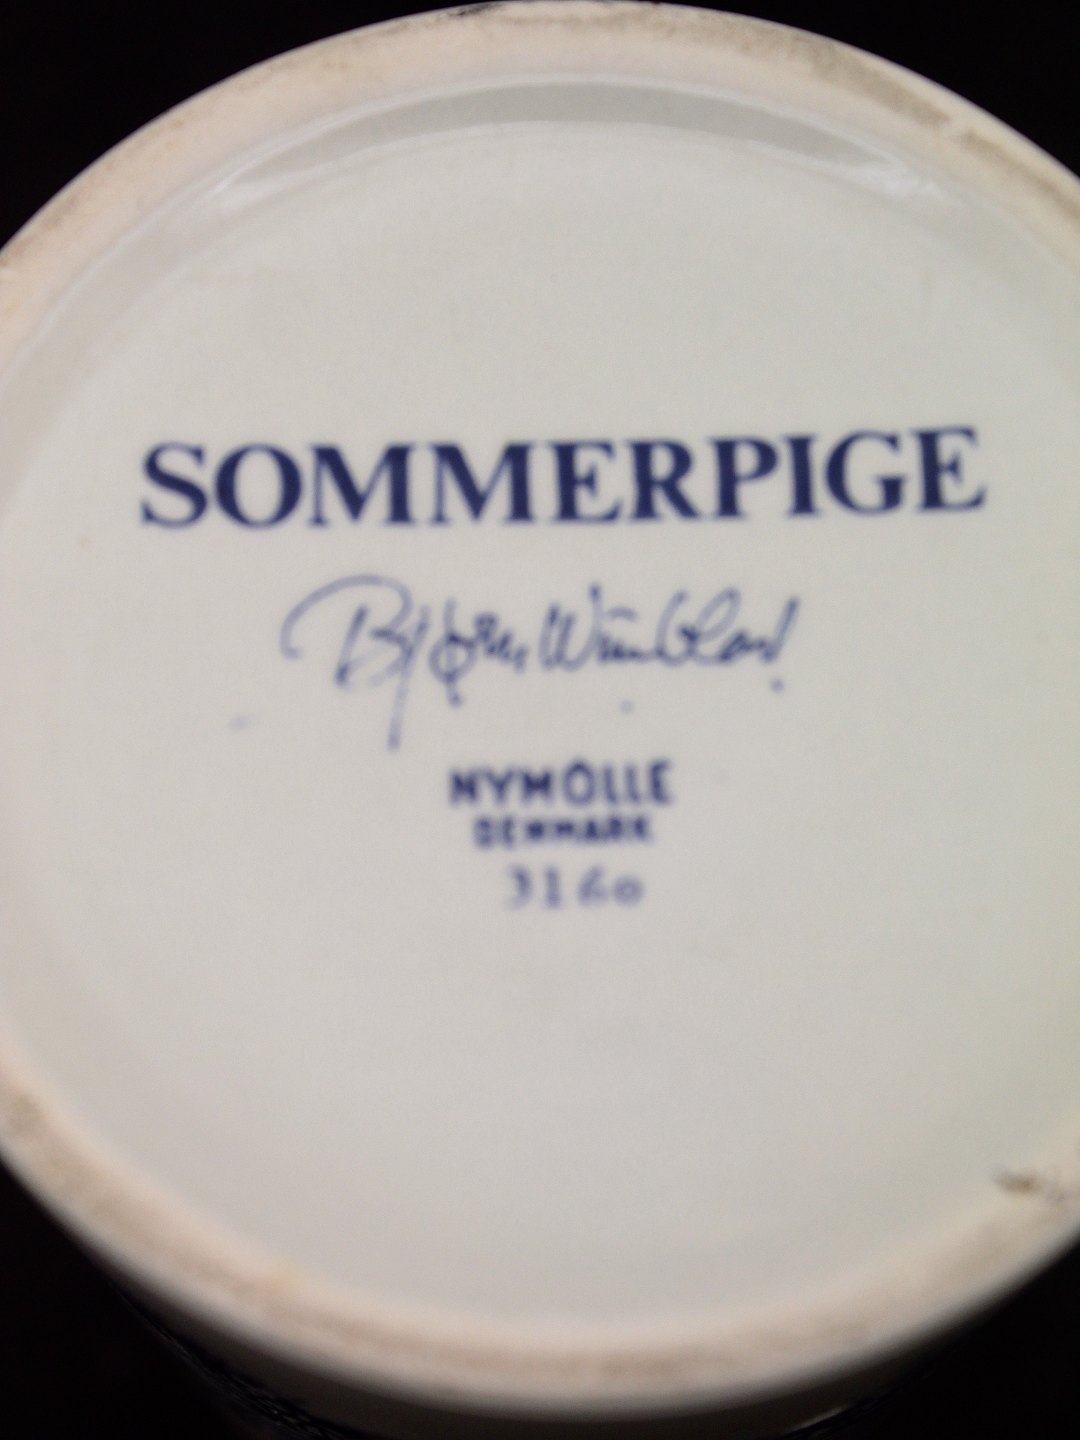 SOMMERPIGE
Bjørn Wiinblad
NYMÖLLE
DENMARK
3160